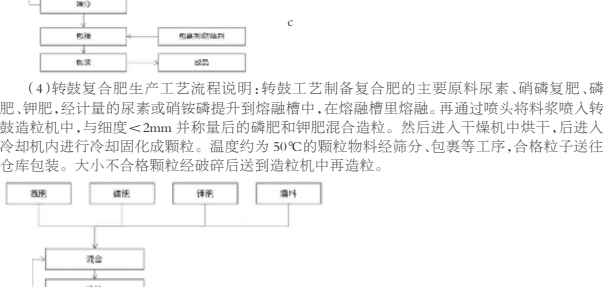 筛分
包裹
包裹剂防结剂
c
包装
成品
(4)转鼓复合肥生产工艺流程说明:转鼓工艺制备复合肥的主要原料尿素、硝磷复肥、磷
肥、钾肥,经计量的尿素或硝铵磷提升到熔融槽中,在熔融槽里熔融。再通过喷头将料浆喷入转
鼓造粒机中,与细度<2mm并称量后的磷肥和钾肥混合造粒。然后进入干燥机中烘干,后进入
冷却机内进行冷却固化成颗粒。温度约为50℃的颗粒物料经筛分、包裹等工序,合格粒子送往
仓库包装。大小不合格颗粒经破碎后送到造粒机中再造粒。
氮肥 磷肥 钾肥 填料
混合